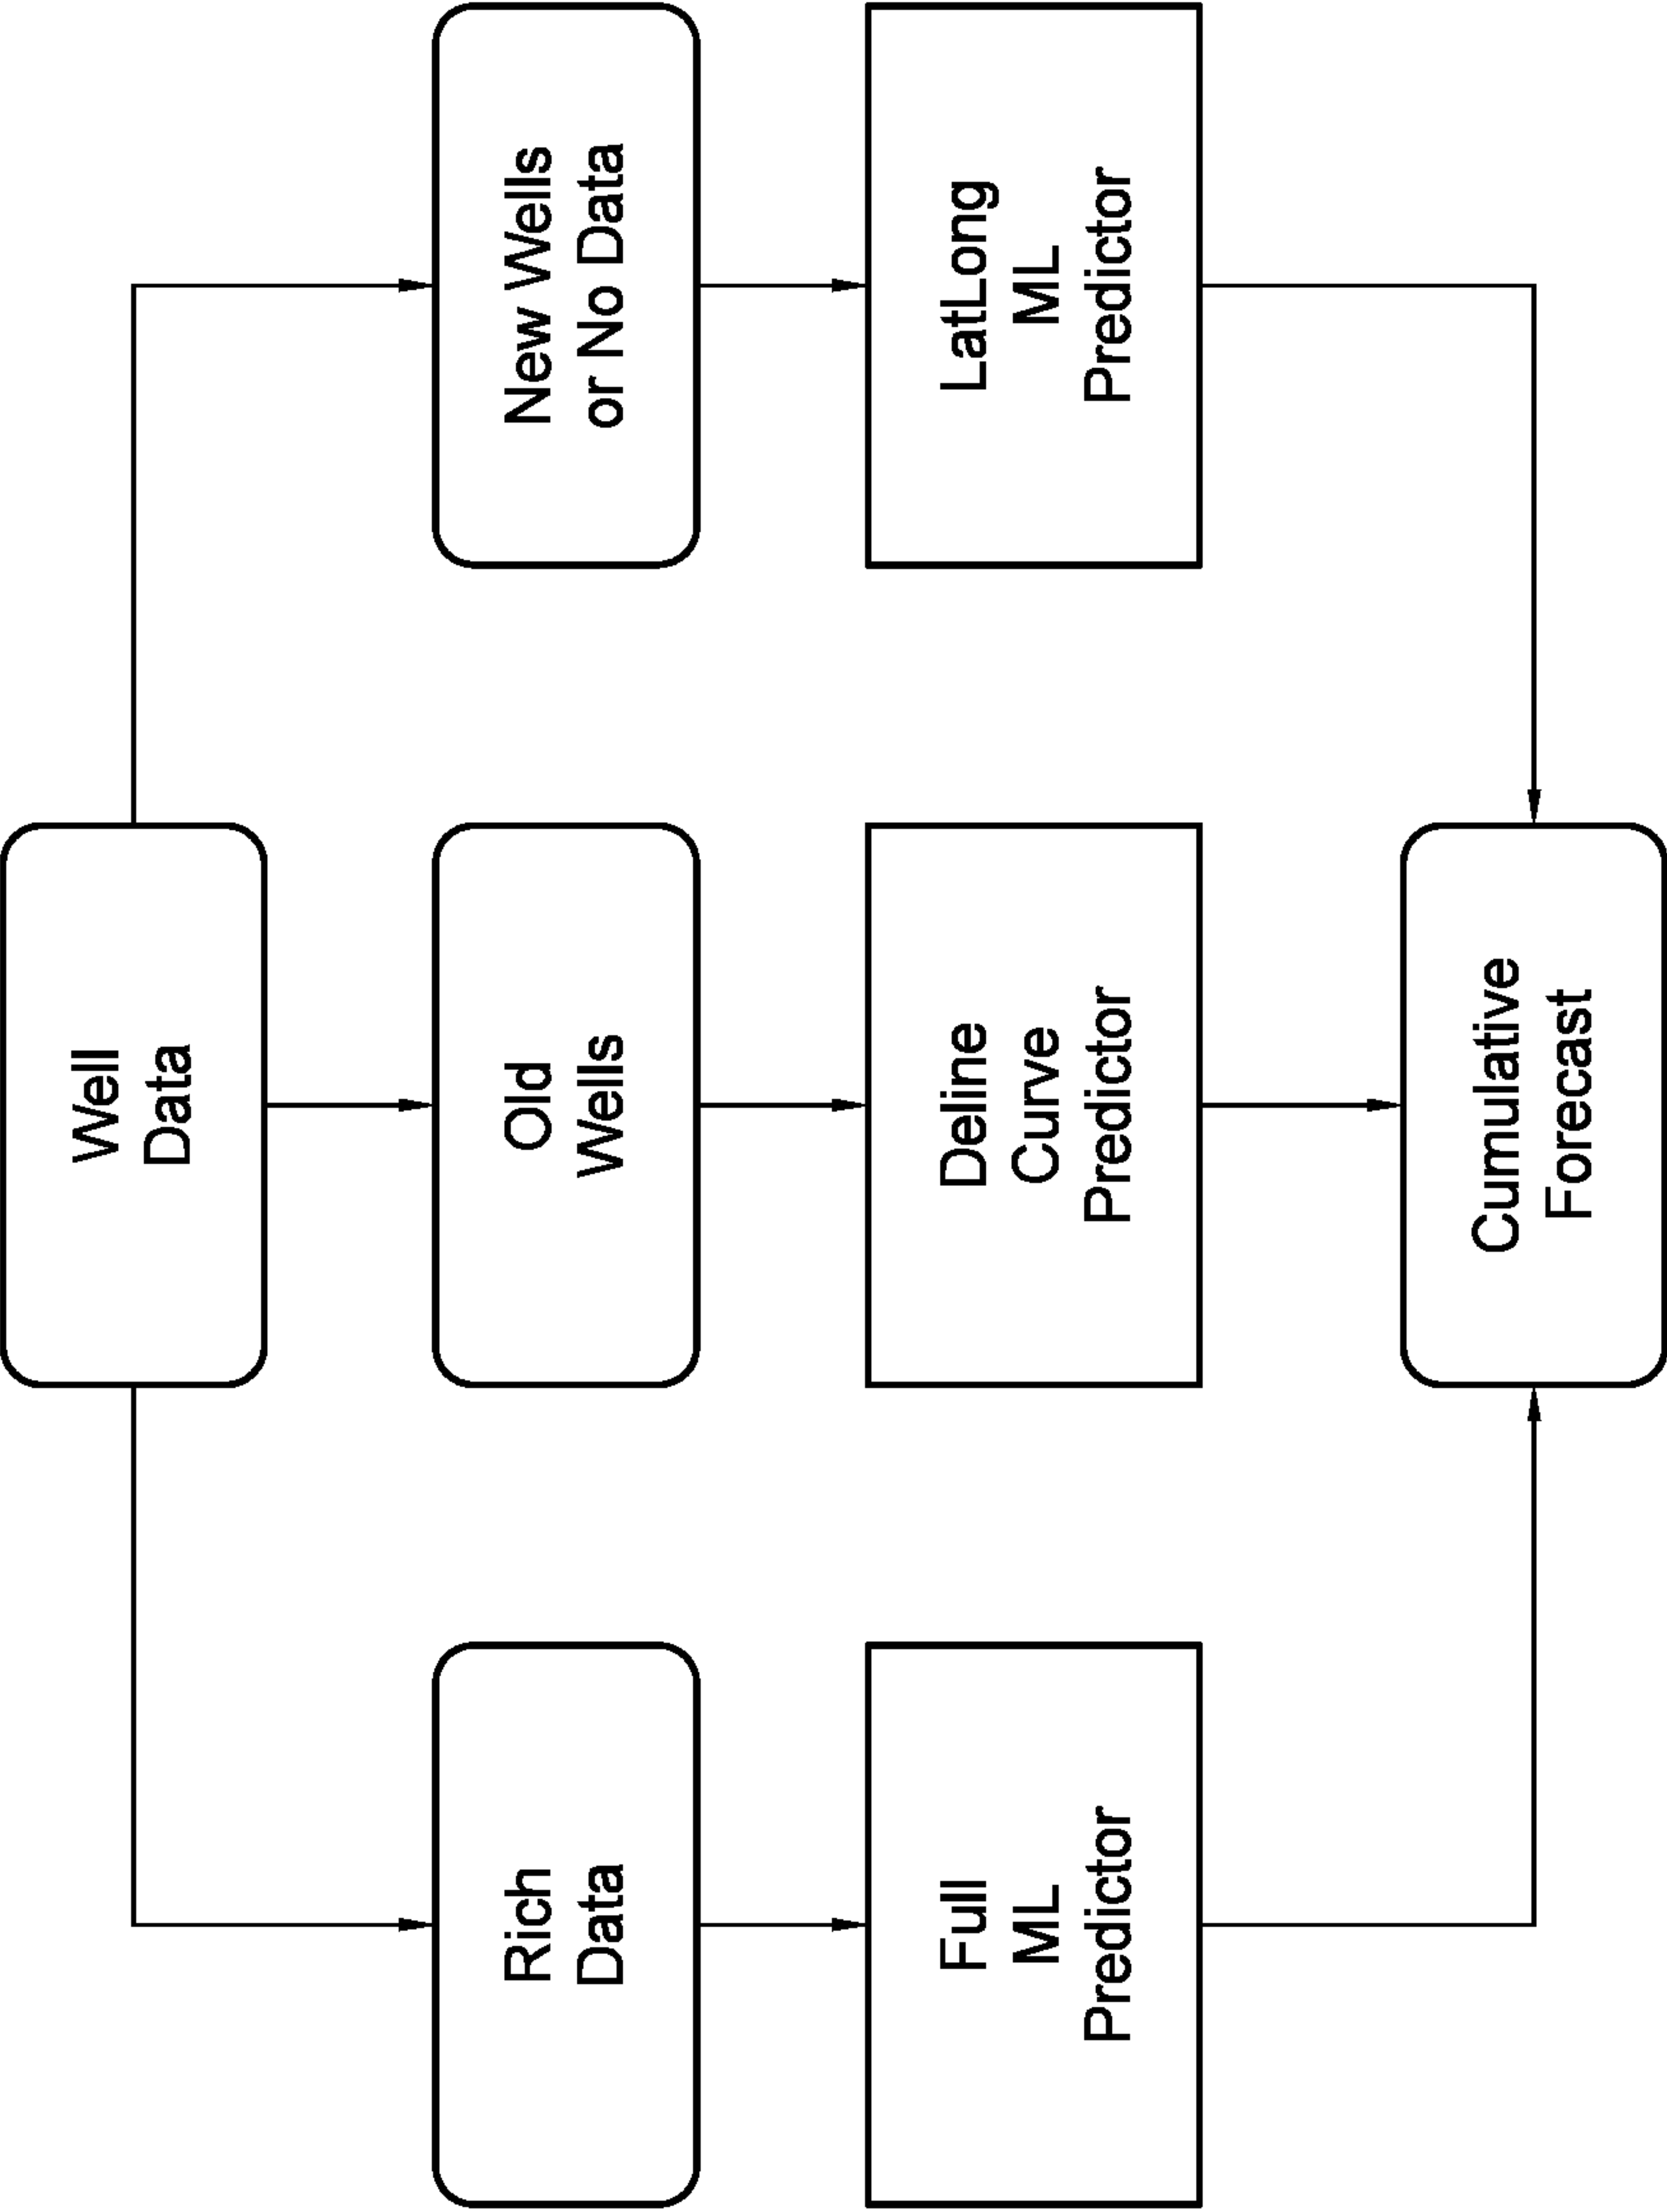 Well
Data
Rich
Data
Old
Wells
New Wells
or No Data
Full
ML
Predictor
Deline
Curve
Predictor
LatLong
ML
Predictor
Cumulative
Forecast